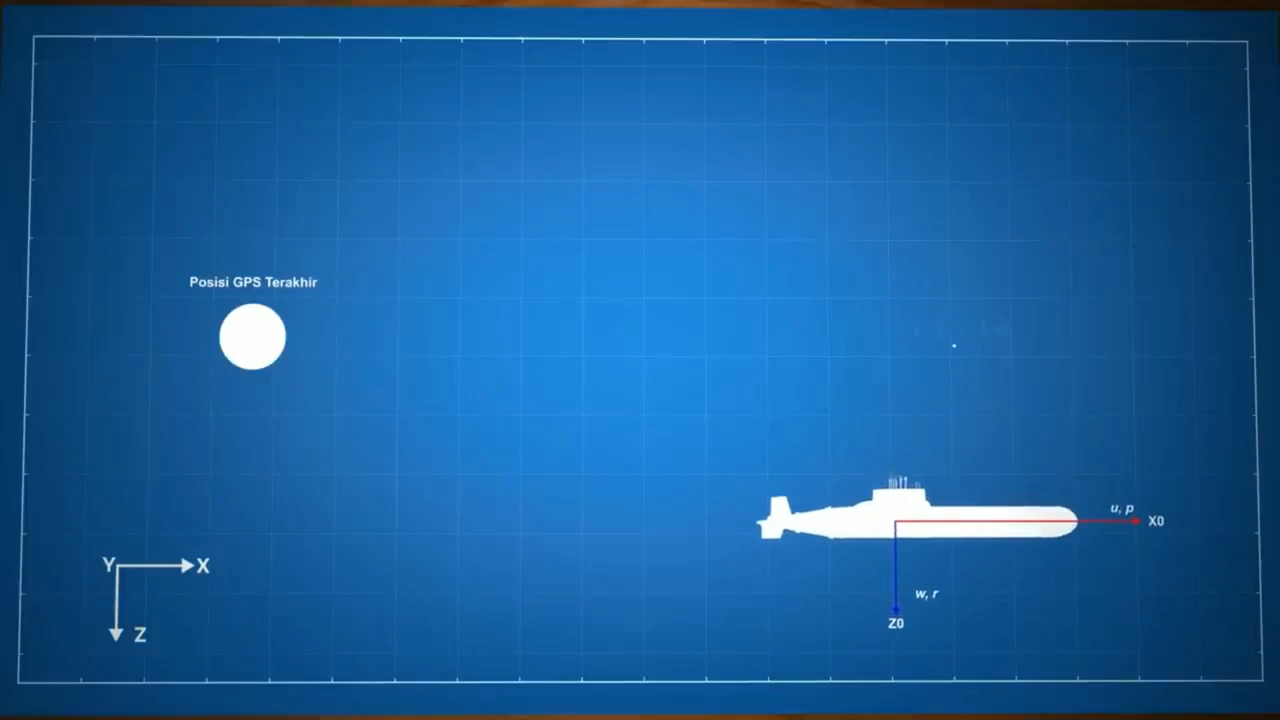 Posisi GPS Terakhir
u, p
X0
Y
X
w, r
Z0
Z